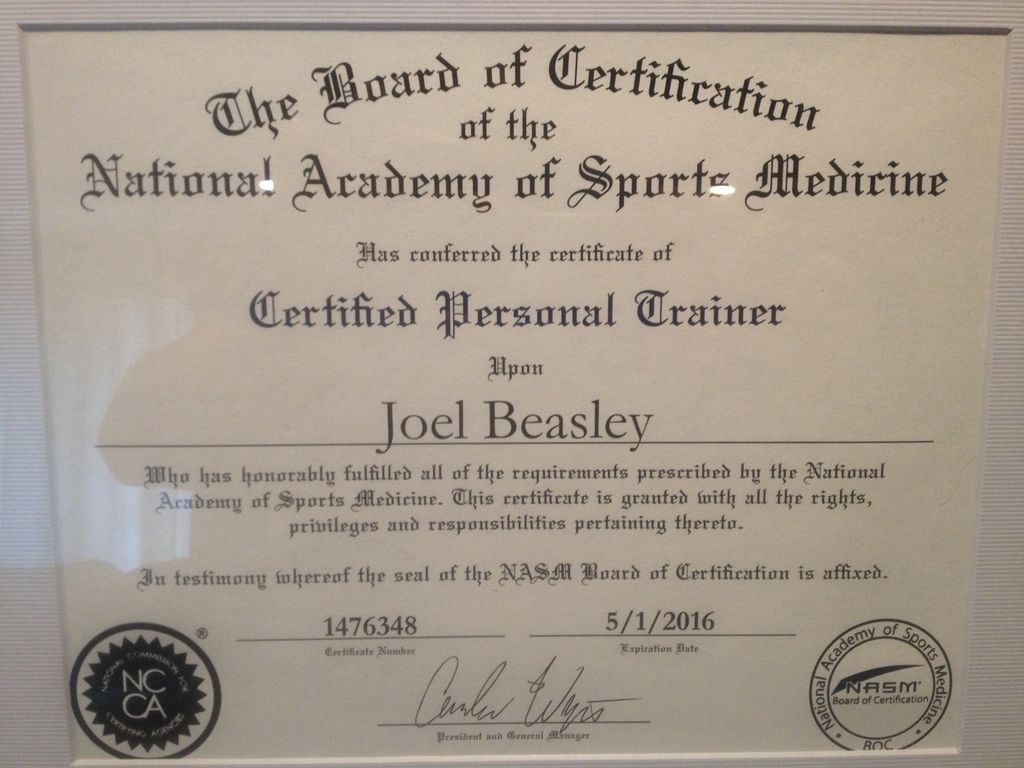 The Board of Certification
of the
National Academy of Sports Medicine
Has conferred the certificate of
Certified Personal Trainer
Upon
Joel Beasley
Who has honorably fulfilled all of the requirements prescribed by the National
Academy of Sports Medicine. This certificate is granted with all the rights,
privileges and responsibilities pertaining thereto.
In testimony whereof the seal of the NASM Board of Certification is affixed.
1476348
Certificate Number
5/1/2016
Expiration Date
President and General Manager
®
NATIONAL COMMISSION FOR
NC
CA
CERTIFYING AGENCIES
National Academy of Sports Medicine
NASM
Board of Certification
BOC